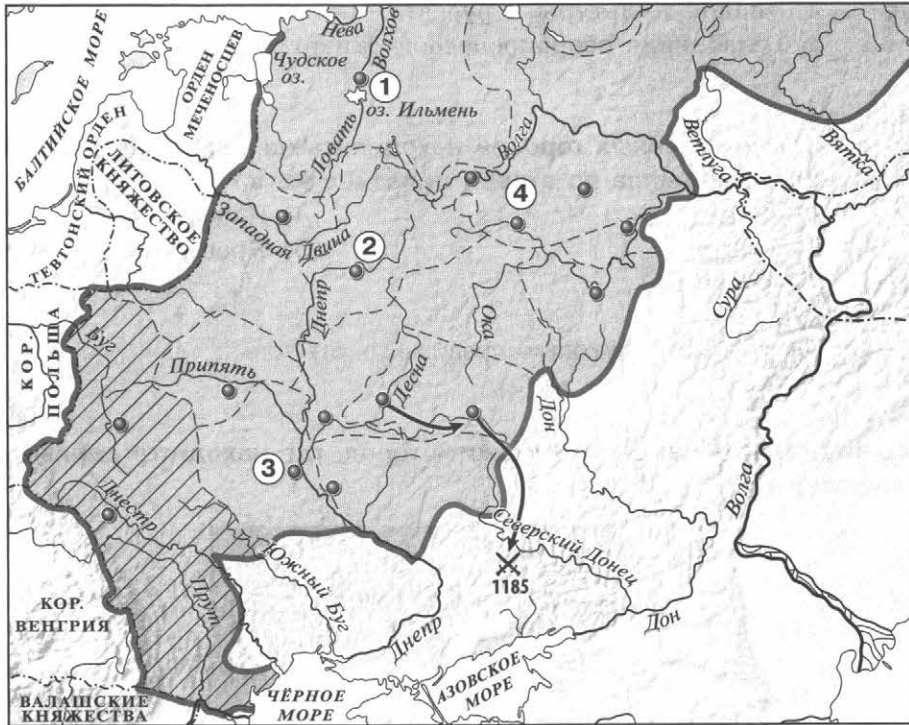 Нева
Волхов
Чудское
оз.
1
оз. Ильмень
БАЛТИЙСКОЕ МОРЕ
ОРДЕН
МЕЧЕНОСЦЕВ
ТЕВТОНСКИЙ ОРДЕН
ЛИТОВСКОЕ
КНЯЖЕСТВО
Ловать
Волга
Ветлуга
Вятка
4
Западная Двина
2
Днепр
Ока
Сура
КОР. ПОЛЬША
Буг
Припять
Десна
Дон
Волга
3
Днестр
Северский Донец
1185
Южный Буг
Прут
Днепр
Дон
КОР.
ВЕНГРИЯ
АЗОВСКОЕ
МОРЕ
ЧЁРНОЕ
МОРЕ
ВАЛАШСКИЕ
КНЯЖЕСТВА